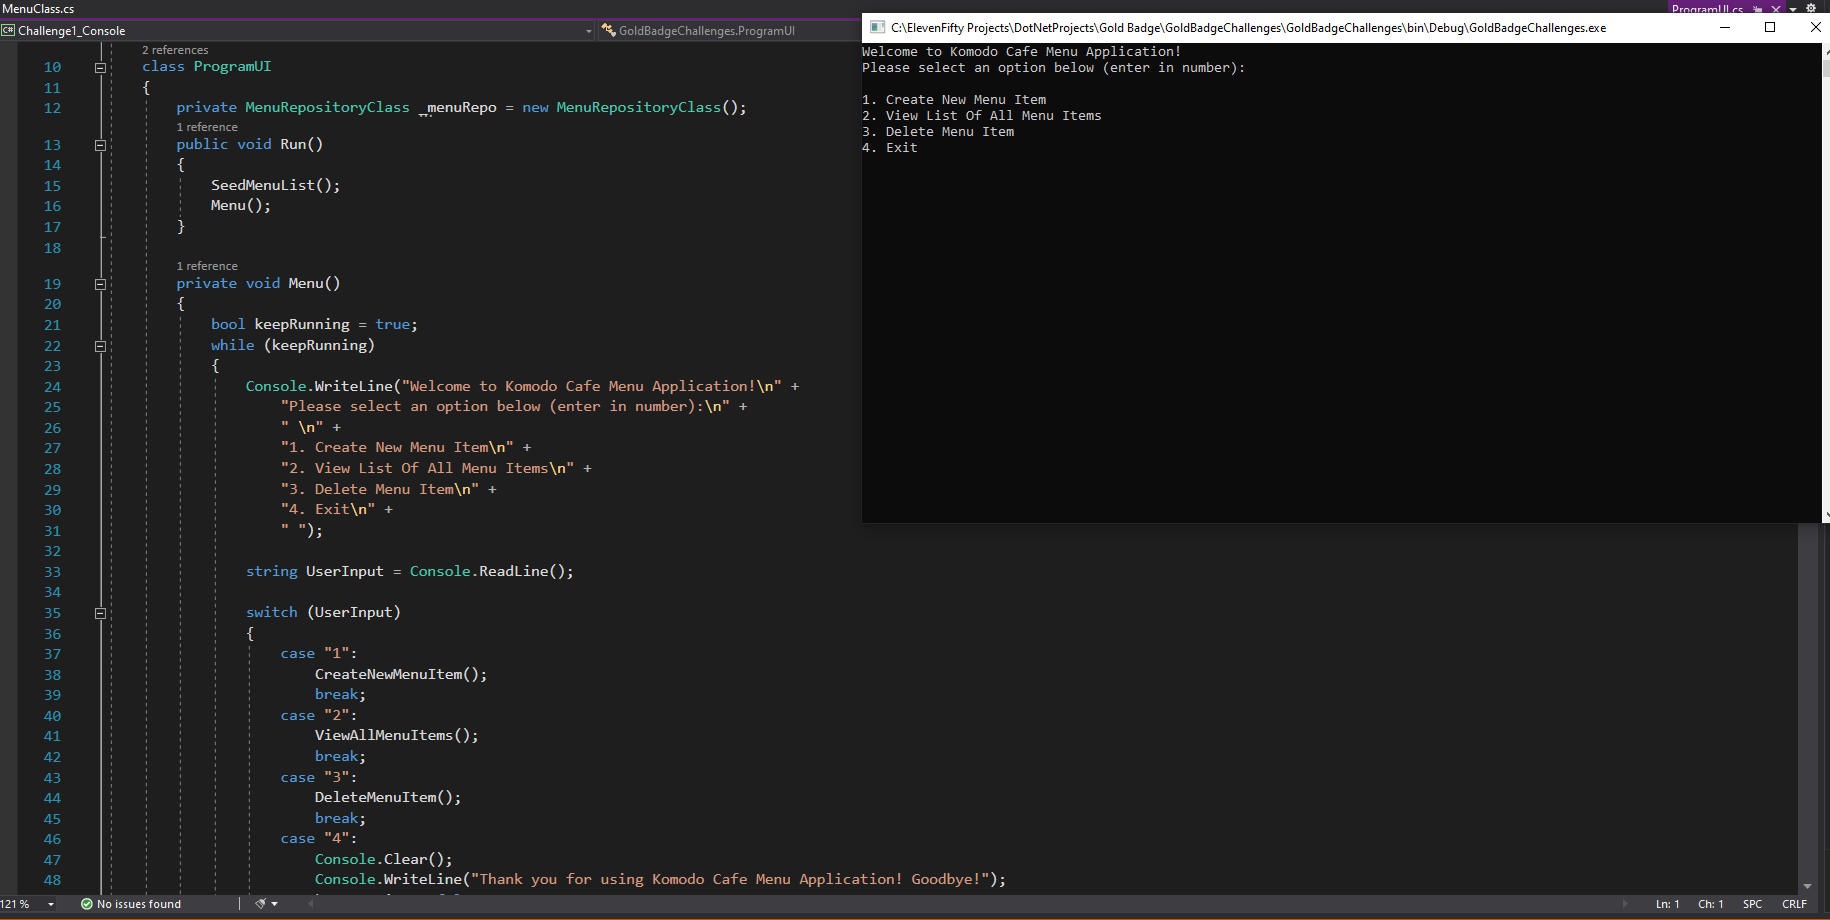 MenuClass.cs
ProgramUI.cs
C# Challenge1_Console
GoldBadgeChallenges.ProgramUI
2 references
10 class ProgramUI
11 {
12 private MenuRepositoryClass _menuRepo = new MenuRepositoryClass();
1 reference
13 public void Run()
14 {
15 SeedMenuList();
16 Menu();
17 }
18
1 reference
19 private void Menu()
20 {
21 bool keepRunning = true;
22 while (keepRunning)
23 {
24 Console.WriteLine("Welcome to Komodo Cafe Menu Application!\n" +
25 "Please select an option below (enter in number):\n" +
26 " \n" +
27 "1. Create New Menu Item\n" +
28 "2. View List Of All Menu Items\n" +
29 "3. Delete Menu Item\n" +
30 "4. Exit\n" +
31 " ");
32
33 string UserInput = Console.ReadLine();
34
35 switch (UserInput)
36 {
37 case "1":
38 CreateNewMenuItem();
39 break;
40 case "2":
41 ViewAllMenuItems();
42 break;
43 case "3":
44 DeleteMenuItem();
45 break;
46 case "4":
47 Console.Clear();
48 Console.WriteLine("Thank you for using Komodo Cafe Menu Application! Goodbye!");
121 %
No issues found
Ln: 1 Ch: 1 SPC CRLF
C:\ElevenFifty Projects\DotNetProjects\Gold Badge\GoldBadgeChallenges\GoldBadgeChallenges\bin\Debug\GoldBadgeChallenges.exe
Welcome to Komodo Cafe Menu Application!
Please select an option below (enter in number):
1. Create New Menu Item
2. View List Of All Menu Items
3. Delete Menu Item
4. Exit